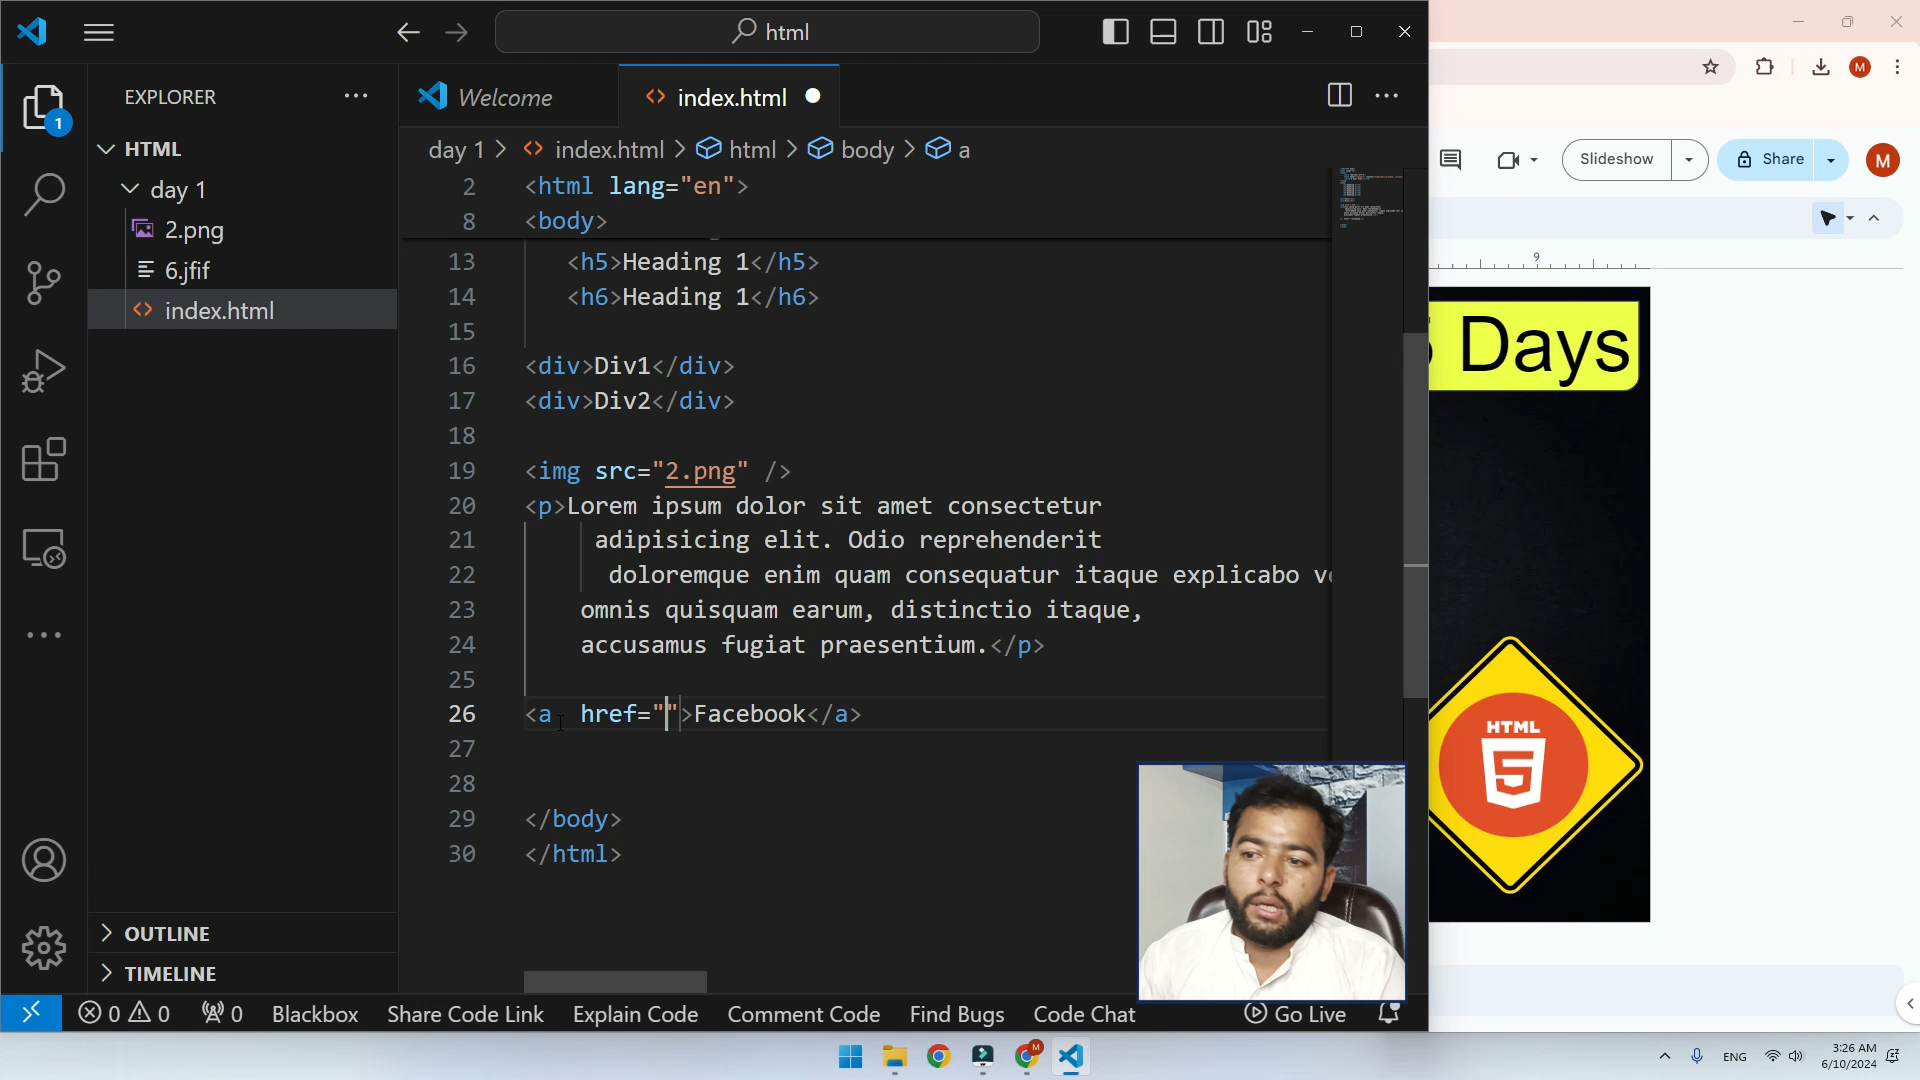 html
EXPLORER
Welcome
index.html
HTML
day 1 > index.html > html > body > a
day 1
2.png
6.jfif
index.html
2 <html lang="en">
8 <body>
13 <h5>Heading 1</h5>
14 <h6>Heading 1</h6>
15
16 <div>Div1</div>
17 <div>Div2</div>
18
19 <img src="2.png" />
20 <p>Lorem ipsum dolor sit amet consectetur
21 adipisicing elit. Odio reprehenderit
22 doloremque enim quam consequatur itaque explicabo
23 omnis quisquam earum, distinctio itaque,
24 accusamus fugiat praesentium.</p>
25
26 <a  href="">Facebook</a>
27
28
29 </body>
30 </html>
1
OUTLINE
TIMELINE
0 0 0 Blackbox Share Code Link Explain Code Comment Code Find Bugs Code Chat Go Live
M
Slideshow
Share
M
9
Days
HTML
5
M
ENG
3:26 AM
6/10/2024